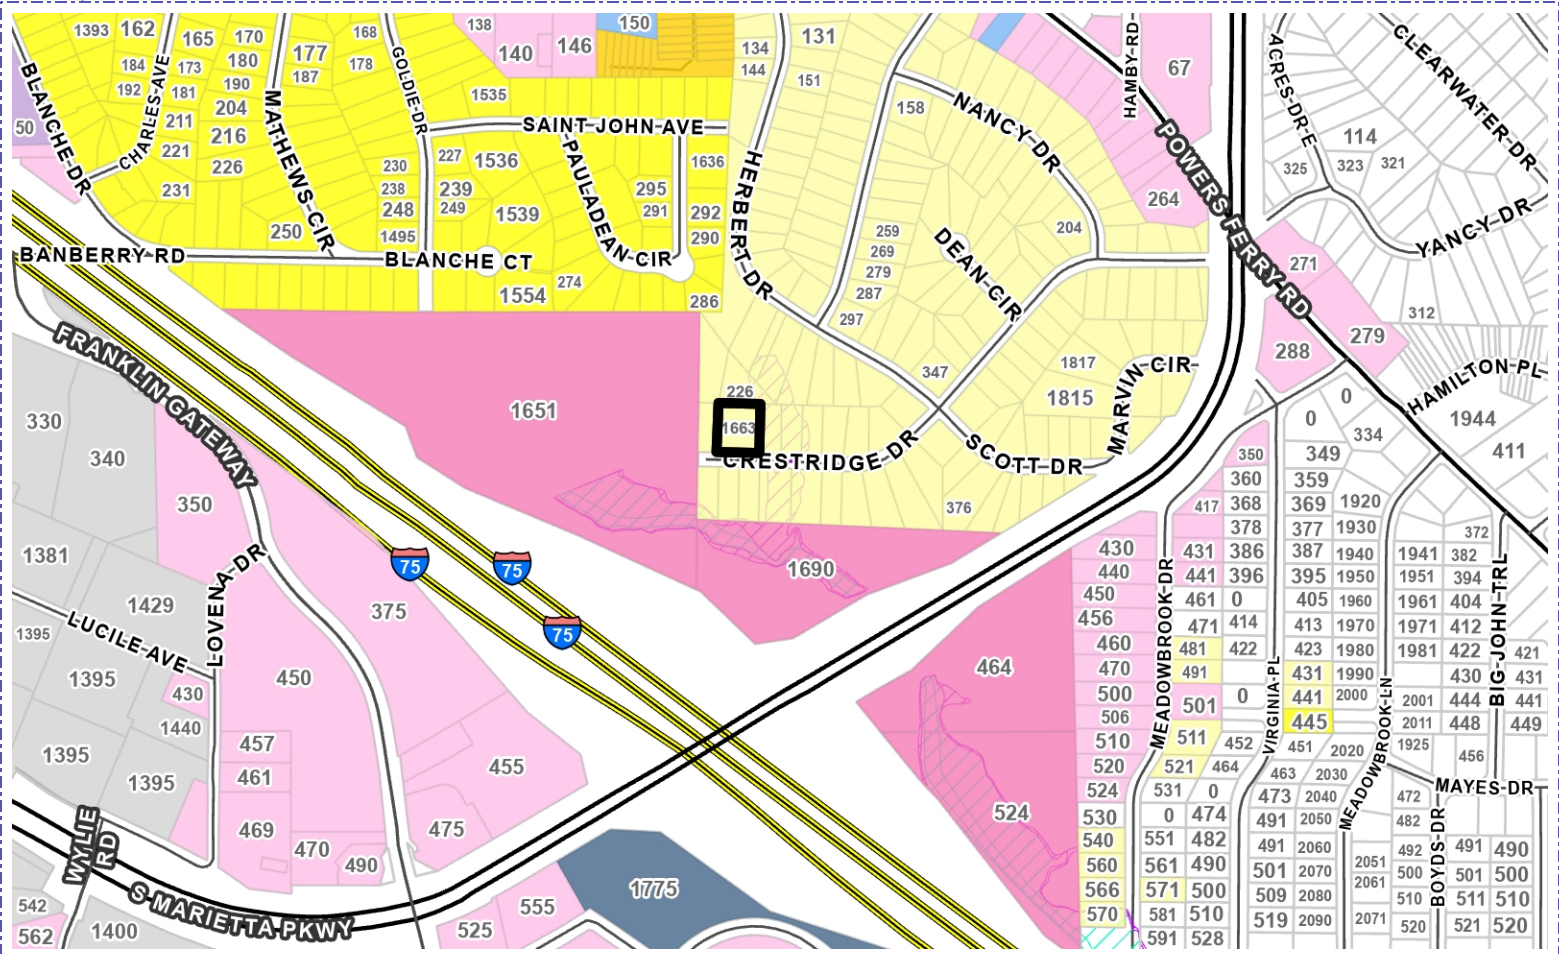 1393 162 165 170 177 168 138 140 146 150 134 131 67
184 173 180 187 178 144 151
192 181 190 1535 158
50 204
211 216 SAINT JOHN AVE 114
221 226 230 227 1536 1636 325 323 321
231 238 239 295 264
248 249 1539 291 292 204
250 1495 290 259
269 271
279
274 287
1554 286 297 312
BLANCHE-DR
CHARLES-AVE
MATHEWS-CIR
GOLDIE-DR
PAULADEAN CIR
HERBERT-DR
NANCY DR
DEAN-CIR
HAMBY-RD
POWERS-FERRY-RD
ACRES-DR-E
CLEARWATER-DR
YANCY-DR
BANBERRY-RD
BLANCHE CT
FRANKLIN-GATEWAY
279
288
HAMILTON-PL
1817
MARVIN CIR
347
1815
226
1651
1663
CRESTRIDGE-DR
SCOTT-DR
376
0
0
334
1944
411
330
340
350
1381
1429
LUCILE-AVE
LOVENA-DR
1395
1395
1395
1395
430
1440
375
450
457
461
469
470
490
455
475
75
75
75
1690
464
524
1775
555
525
WYLIE
RD
S MARIETTA PKWY
542
562
1400
350 349
360 359
417 368 369 1920
378 377 1930 372
430 431 386 387 1940 1941 382
440 441 396 395 1950 1951 394
450 461 0 405 1960 1961 404
456 471 414 413 1970 1971 412
460 481 422 423 1980 1981 422 421
470 491 431 1990 430 431
500 501 0 441 2000 2001 444 441
506 445 2011 448 449
510 511 452 451 2020 1925 456
520 521 464 463 2030
524 531 0 473 2040 472
530 0 474 491 2050 482
540 551 482 491 2060 492 491 490
560 561 490 501 2070 2051 500 501 500
566 571 500 509 2080 2061 510 511 510
570 581 510 519 2090 2071 520 521 520
591 528
MEADOWBROOK-DR
VIRGINIA-PL
MEADOWBROOK-LN
BIG-JOHN-TRL
MAYES-DR
BOYDS-DR